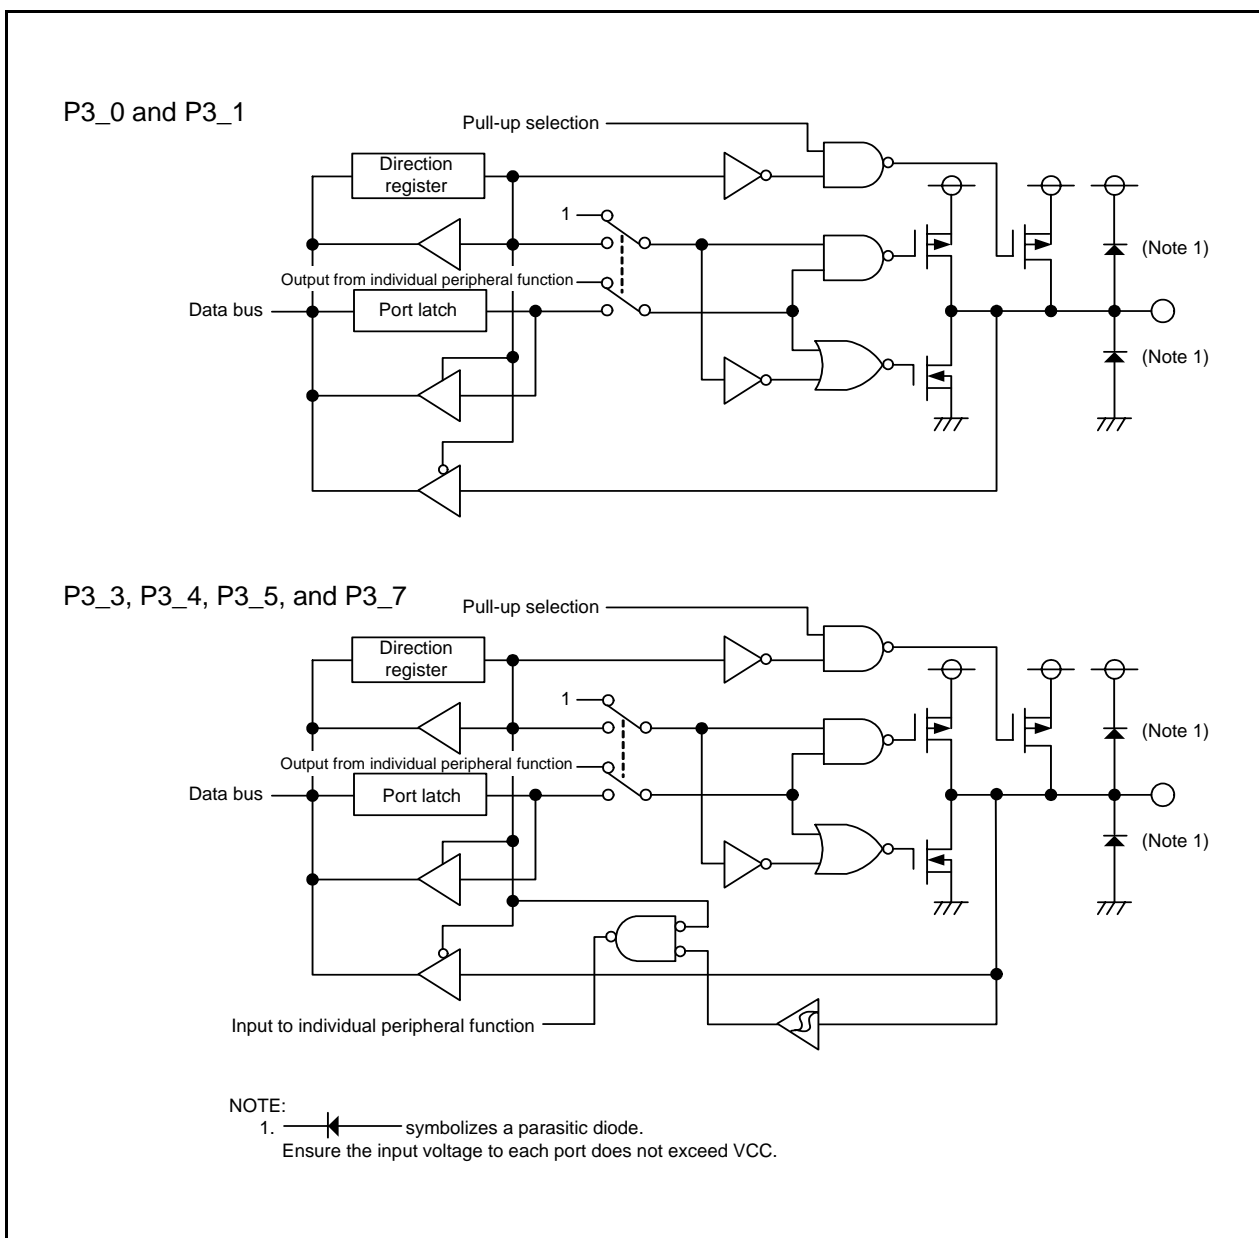 P3_0 and P3_1
Pull-up selection
Direction
register
1
Output from individual peripheral function
Data bus
Port latch
(Note 1)
(Note 1)
P3_3, P3_4, P3_5, and P3_7
Pull-up selection
Direction
register
1
Output from individual peripheral function
Data bus
Port latch
(Note 1)
(Note 1)
Input to individual peripheral function
NOTE:
1. symbolizes a parasitic diode.
Ensure the input voltage to each port does not exceed VCC.